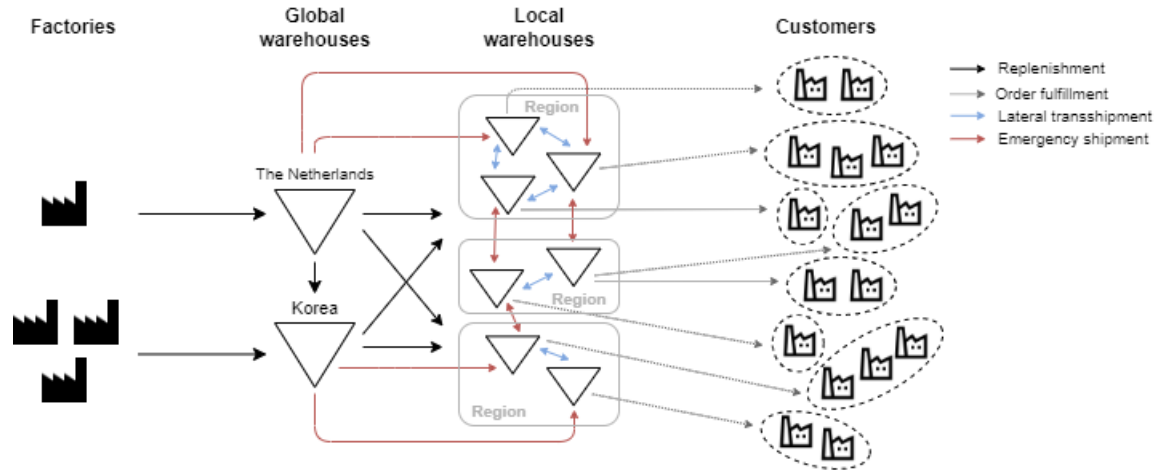 Factories
Global
warehouses
Local
warehouses
Customers
Replenishment
Order fulfillment
Lateral transshipment
Emergency shipment
Region
The Netherlands
Region
Korea
Region